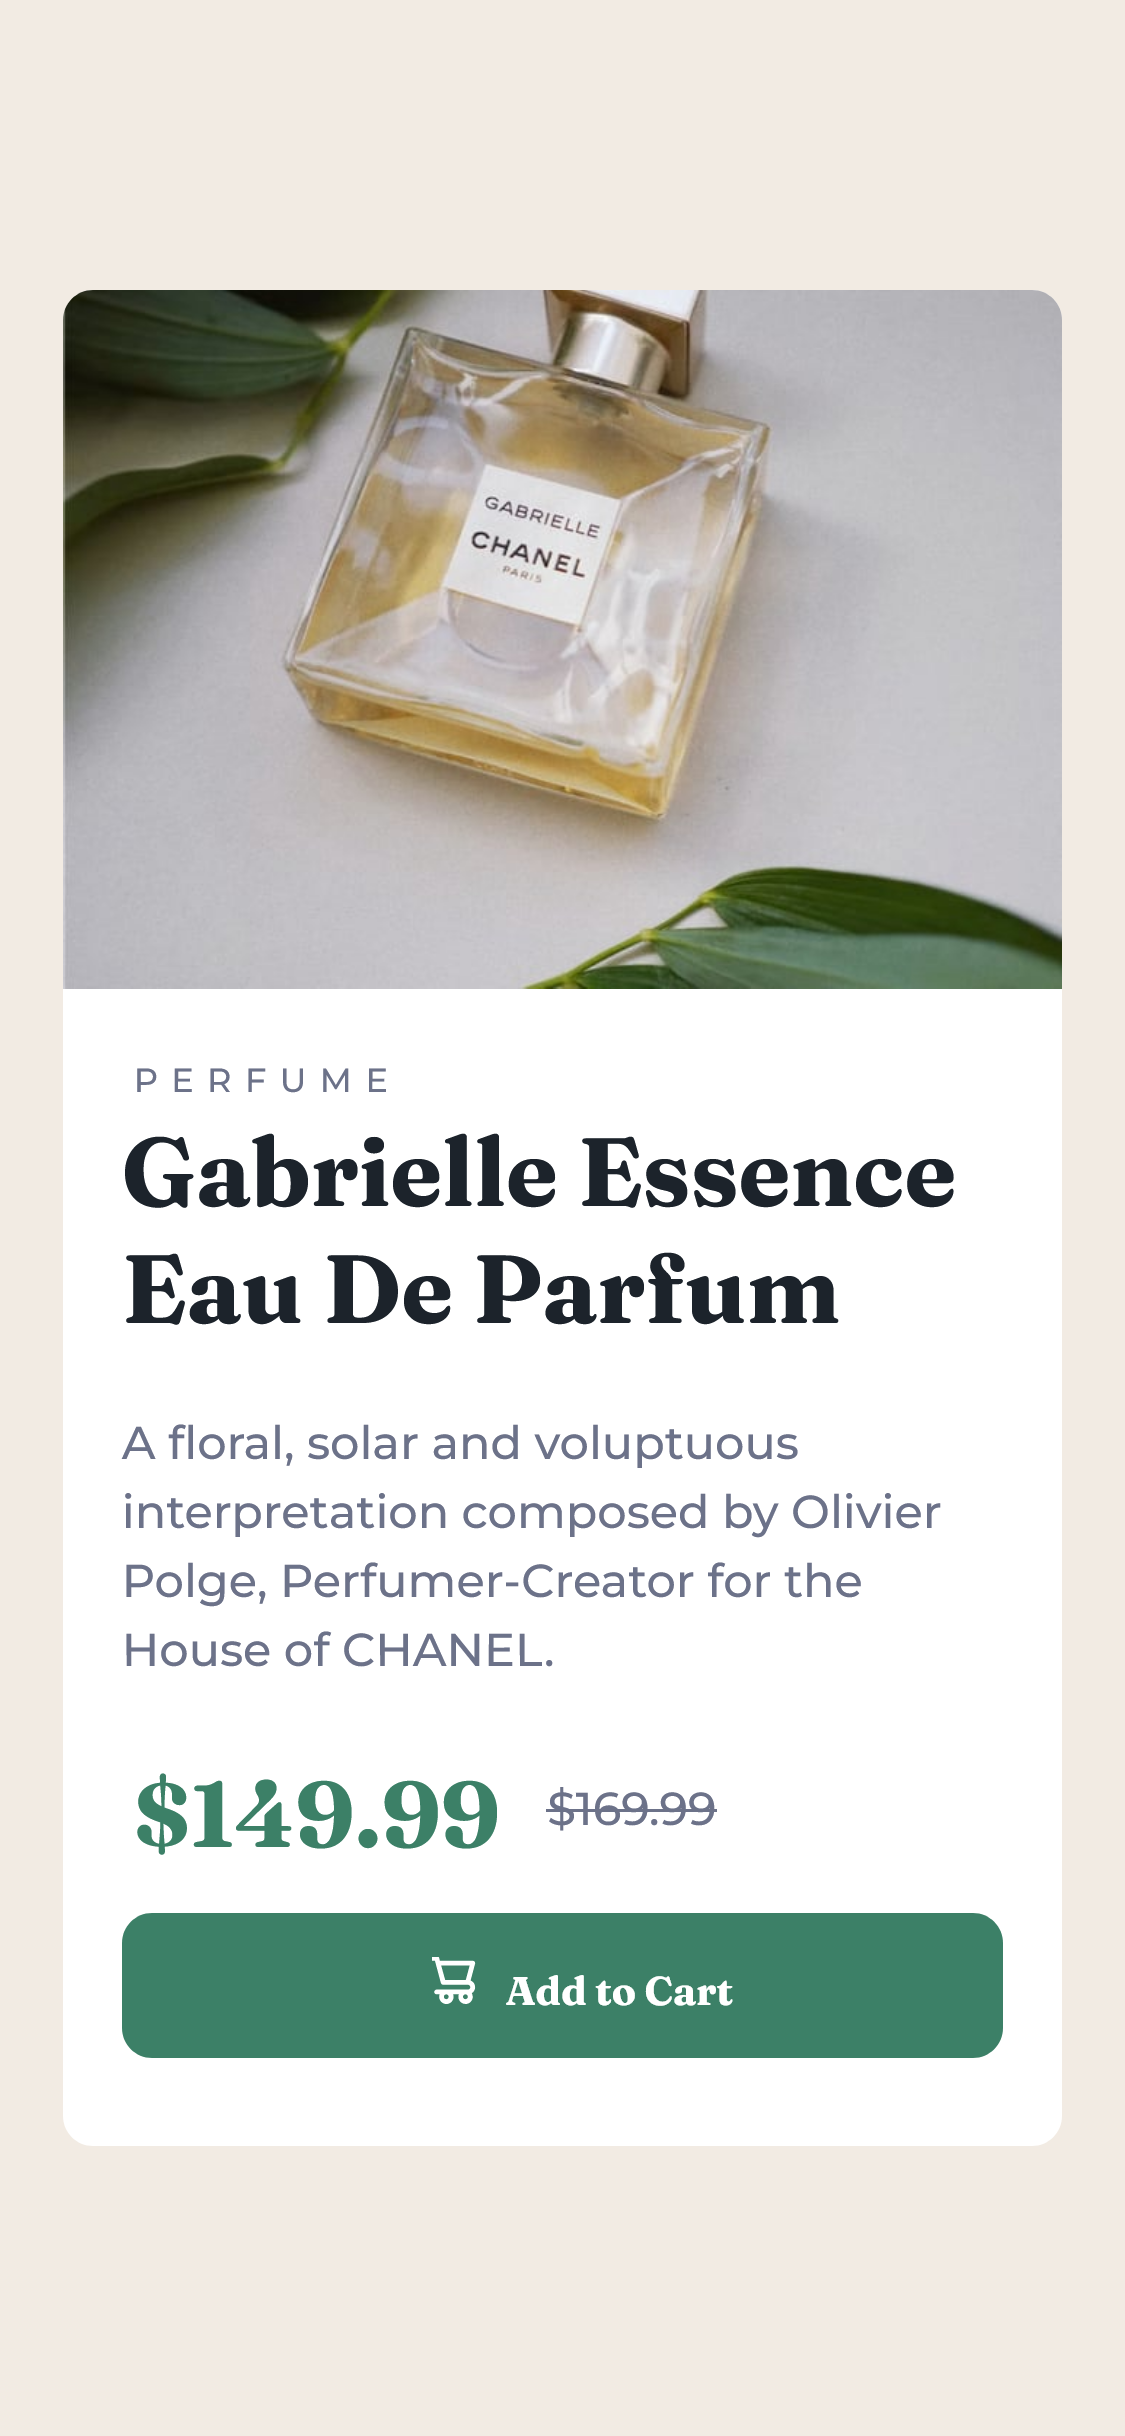 GABRIELLE
CHANEL
PARIS
PERFUME
Gabrielle Essence
Eau De Parfum
A floral, solar and voluptuous
interpretation composed by Olivier
Polge, Perfumer-Creator for the
House of CHANEL.
$149.99 $169.99
Add to Cart